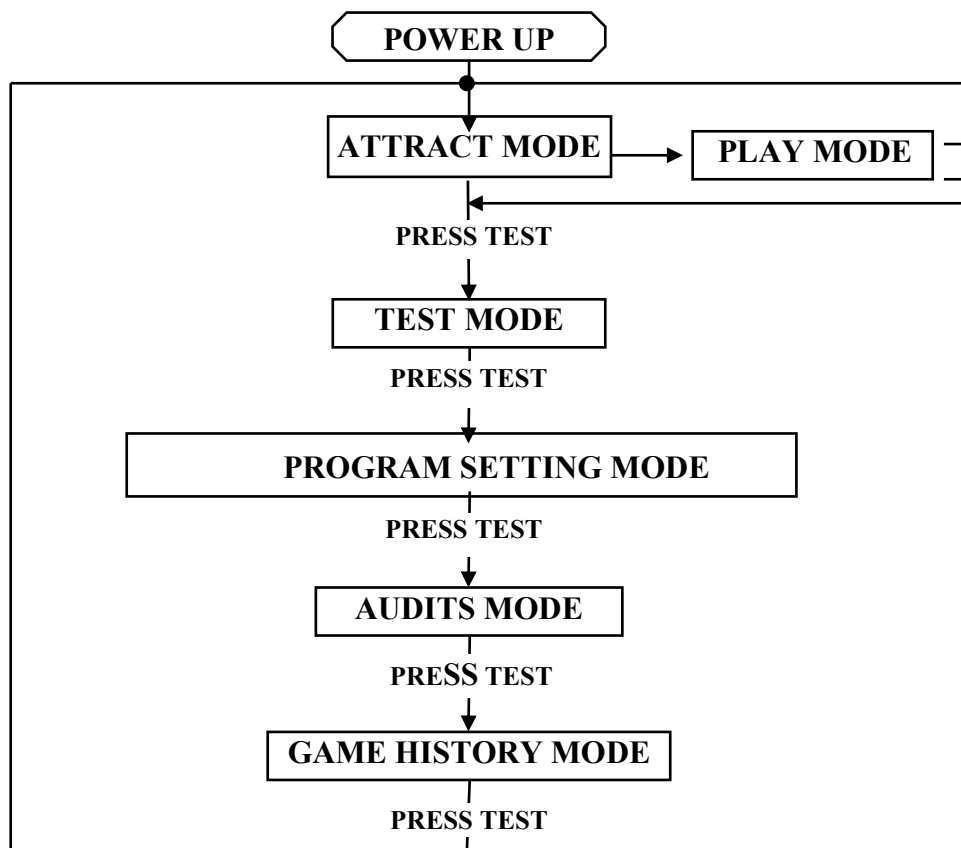 POWER UP
ATTRACT MODE
PLAY MODE
PRESS TEST
TEST MODE
PRESS TEST
PROGRAM SETTING MODE
PRESS TEST
AUDITS MODE
PRESS TEST
GAME HISTORY MODE
PRESS TEST